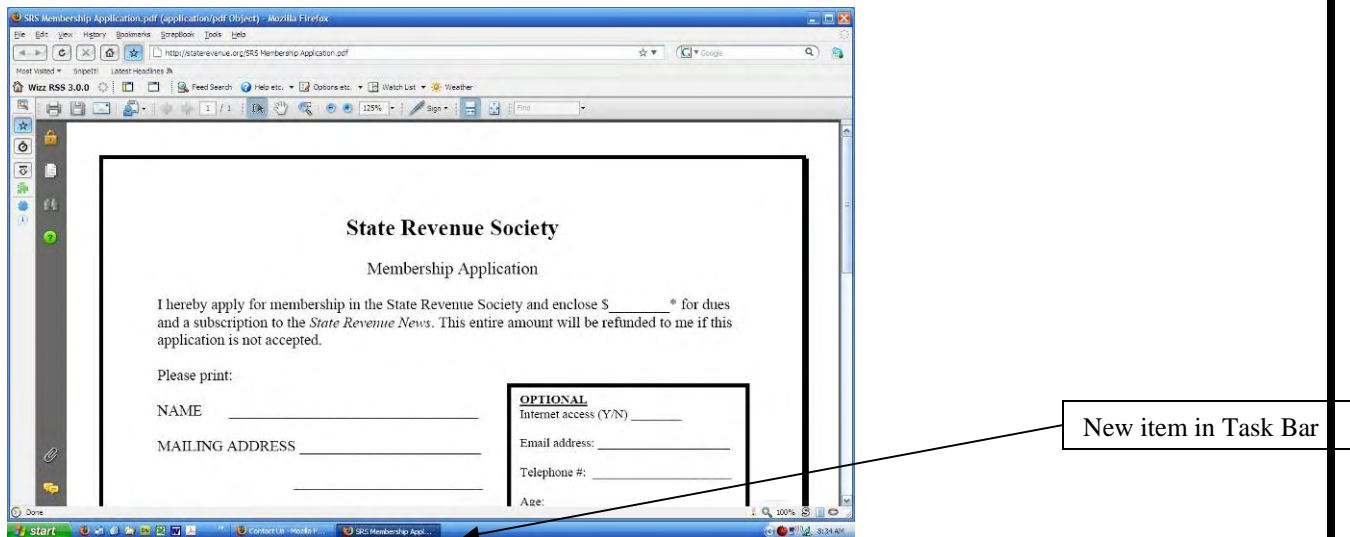 SRS Membership Application.pdf (application/pdf Object) - Mozilla Firefox
File Edit View History Bookmarks ScrapBook Tools Help
http://staterevenue.org/SRS Membership Application.pdf Google
Most Visited Snipett Latest Headlines
Wizz RSS 3.0.0 Feed Search Help etc. Options etc. Watch List Weather
1 / 1 125% Sign Find
State Revenue Society
Membership Application
I hereby apply for membership in the State Revenue Society and enclose $_______* for dues
and a subscription to the State Revenue News. This entire amount will be refunded to me if this
application is not accepted.
Please print:
NAME
OPTIONAL
Internet access (Y/N)
MAILING ADDRESS
Email address:
Telephone #:
Age:
New item in Task Bar
Done 100%
start Contact Us - Mozilla F... SRS Membership Appl... 8:34 AM